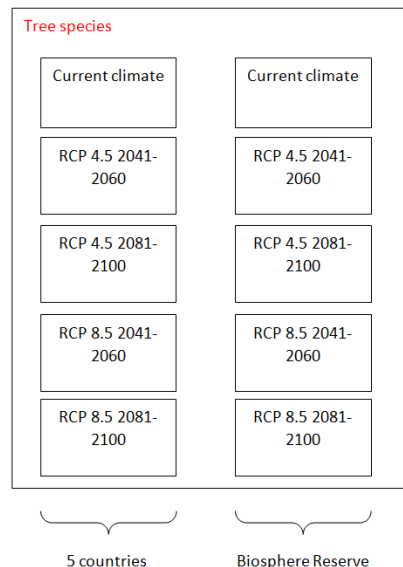 Tree species
Current climate
Current climate
RCP 4.5 2041-
2060
RCP 4.5 2041-
2060
RCP 4.5 2081-
2100
RCP 4.5 2081-
2100
RCP 8.5 2041-
2060
RCP 8.5 2041-
2060
RCP 8.5 2081-
2100
RCP 8.5 2081-
2100
5 countries
Biosphere Reserve